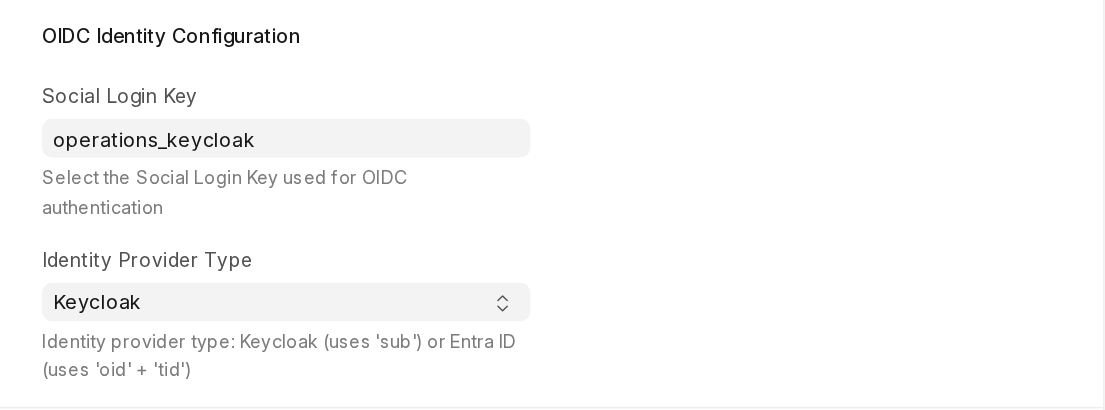 OIDC Identity Configuration
Social Login Key
operations_keycloak
Select the Social Login Key used for OIDC
authentication
Identity Provider Type
Keycloak
Identity provider type: Keycloak (uses 'sub') or Entra ID
(uses 'oid' + 'tid')